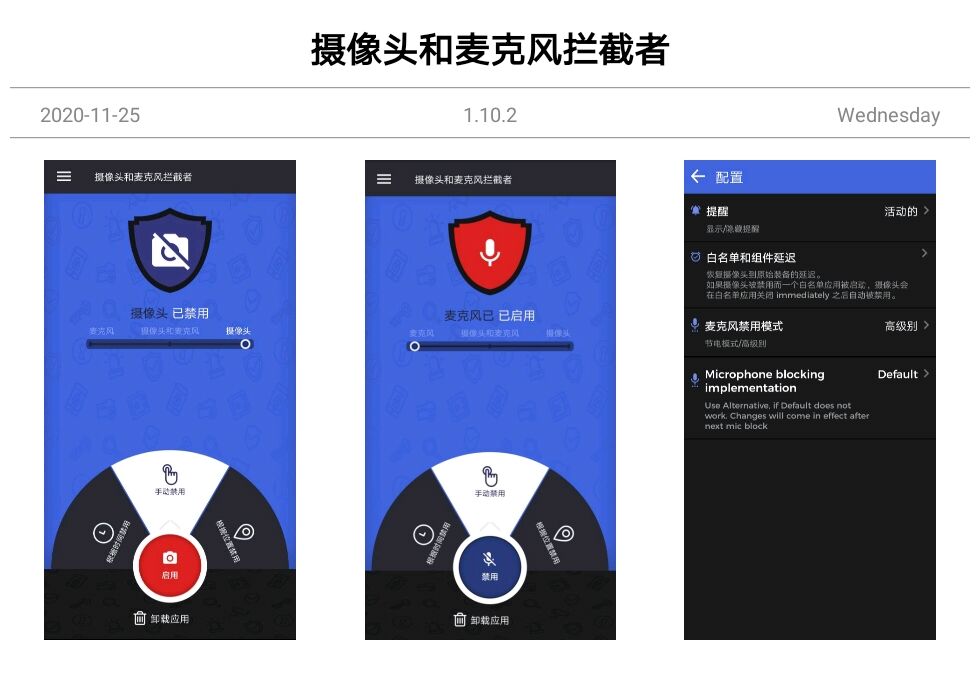 摄像头和麦克风拦截者
2020-11-25 1.10.2 Wednesday
摄像头和麦克风拦截者
摄像头 已禁用
麦克风 摄像头和麦克风 摄像头
手动禁用
根据时间禁用
根据位置禁用
启用
卸载应用
摄像头和麦克风拦截者
麦克风已 已启用
麦克风 摄像头和麦克风 摄像头
手动禁用
根据时间禁用
根据位置禁用
禁用
卸载应用
配置
提醒 活动的
显示/隐藏提醒
白名单和组件延迟
恢复摄像头到原始装备的延迟。
如果摄像头被禁用而一个白名单应用被启动，摄像头会
在白名单应用关闭 immediately 之后自动被禁用。
麦克风禁用模式 高级别
节电模式/高级别
Microphone blocking Default
implementation
Use Alternative, if Default does not
work. Changes will come in effect after
next mic block